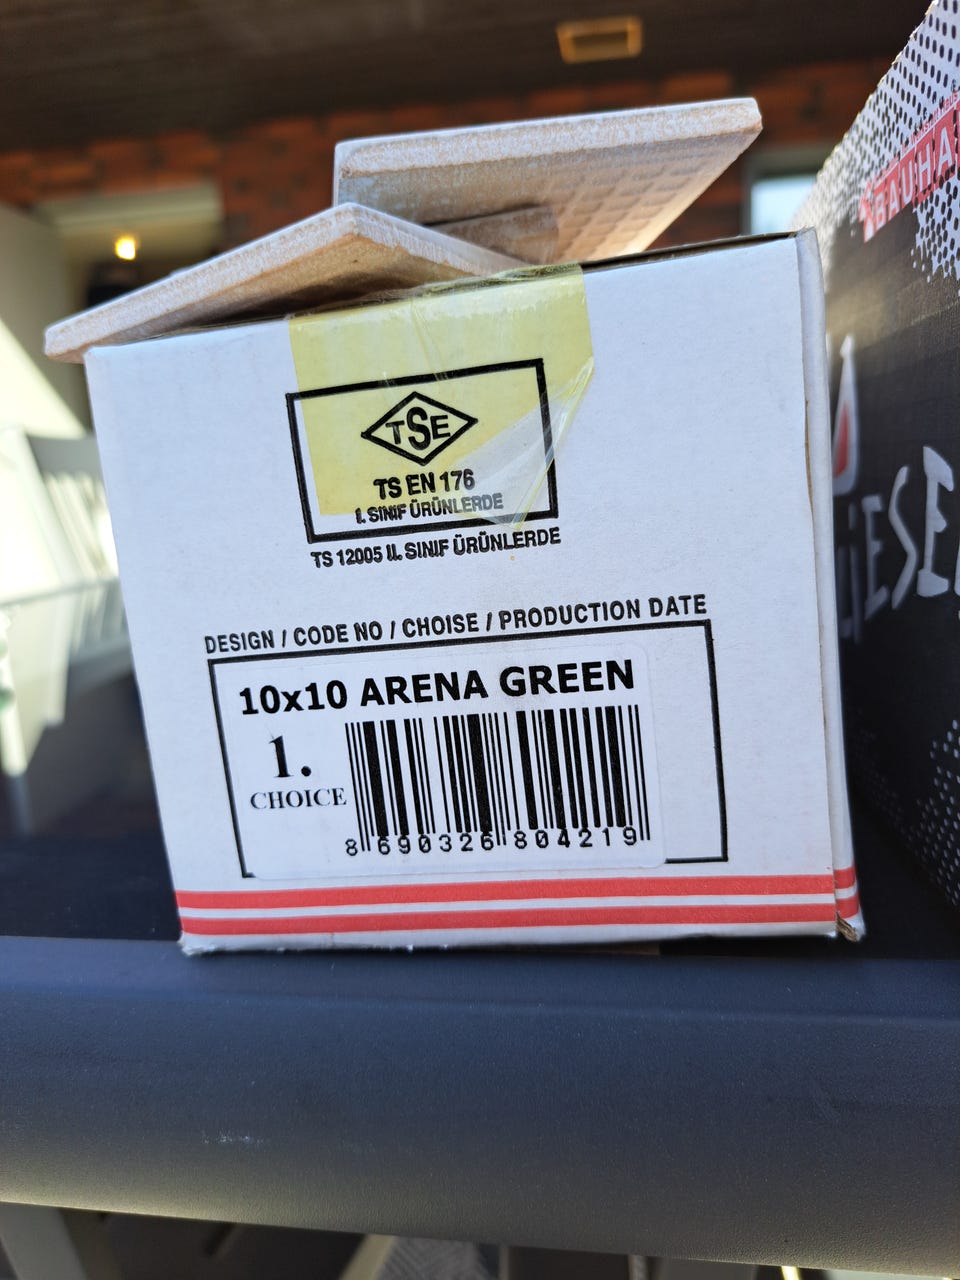 BAUHA
TSE
TS EN 176
I. SINIF ÜRÜNLERDE
TS 12005 II. SINIF ÜRÜNLERDE
DESIGN / CODE NO / CHOISE / PRODUCTION DATE
10x10 ARENA GREEN
1.
CHOICE
8 690326 804219